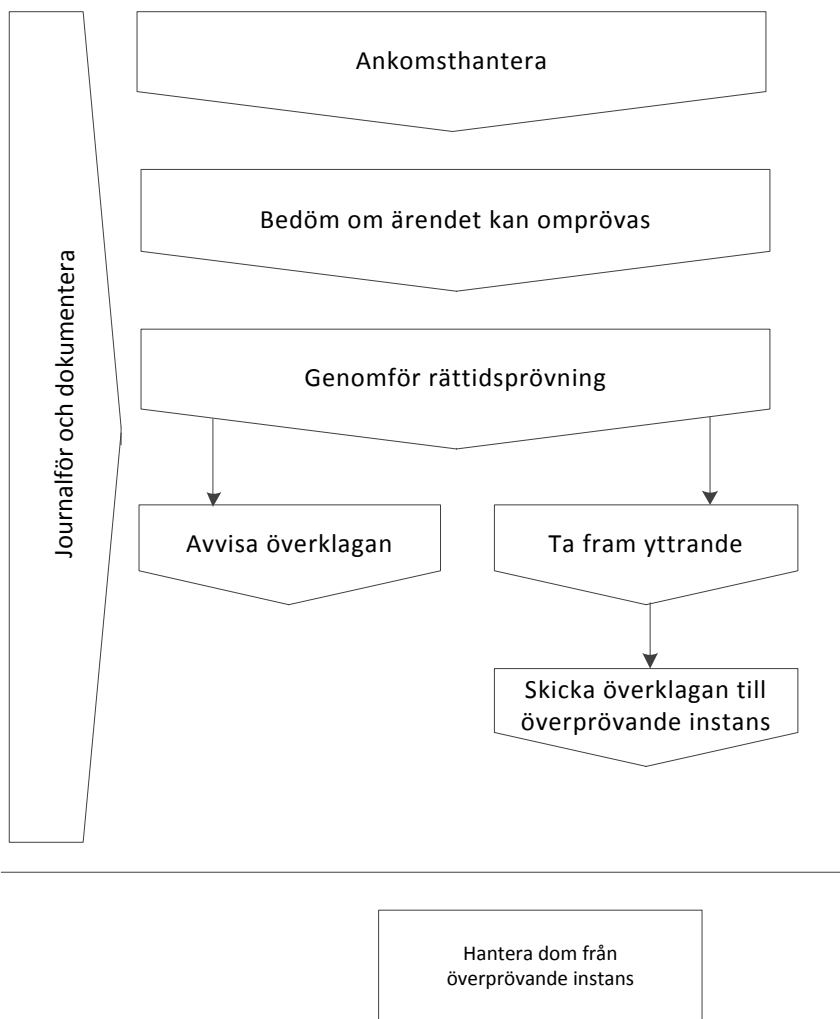 Journalför och dokumentera
Ankomsthantera
Bedöm om ärendet kan omprövas
Genomför rättidsprövning
Avvisa överklagan
Ta fram yttrande
Skicka överklagan till
överprövande instans
Hantera dom från
överprövande instans